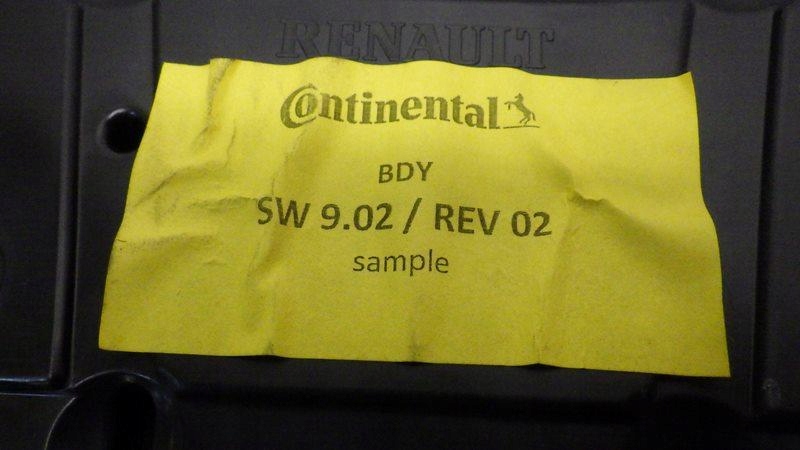 RENAULT
Continental
BDY
SW 9.02 / REV 02
sample